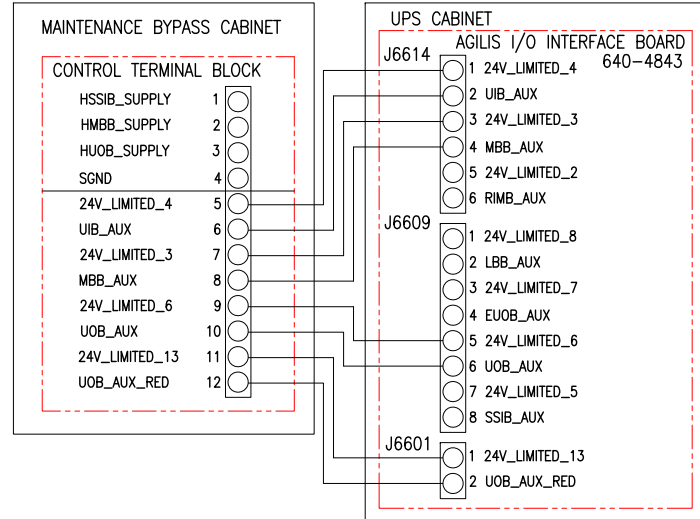 MAINTENANCE BYPASS CABINET
CONTROL TERMINAL BLOCK
HSSIB_SUPPLY 1
HMBB_SUPPLY 2
HUOB_SUPPLY 3
SGND 4
24V_LIMITED_4 5
UIB_AUX 6
24V_LIMITED_3 7
MBB_AUX 8
24V_LIMITED_6 9
UOB_AUX 10
24V_LIMITED_13 11
UOB_AUX_RED 12
UPS CABINET
AGILIS I/O INTERFACE BOARD
640-4843
J6614
1 24V_LIMITED_4
2 UIB_AUX
3 24V_LIMITED_3
4 MBB_AUX
5 24V_LIMITED_2
6 RIMB_AUX
J6609
1 24V_LIMITED_8
2 LBB_AUX
3 24V_LIMITED_7
4 EUOB_AUX
5 24V_LIMITED_6
6 UOB_AUX
7 24V_LIMITED_5
8 SSIB_AUX
J6601
1 24V_LIMITED_13
2 UOB_AUX_RED